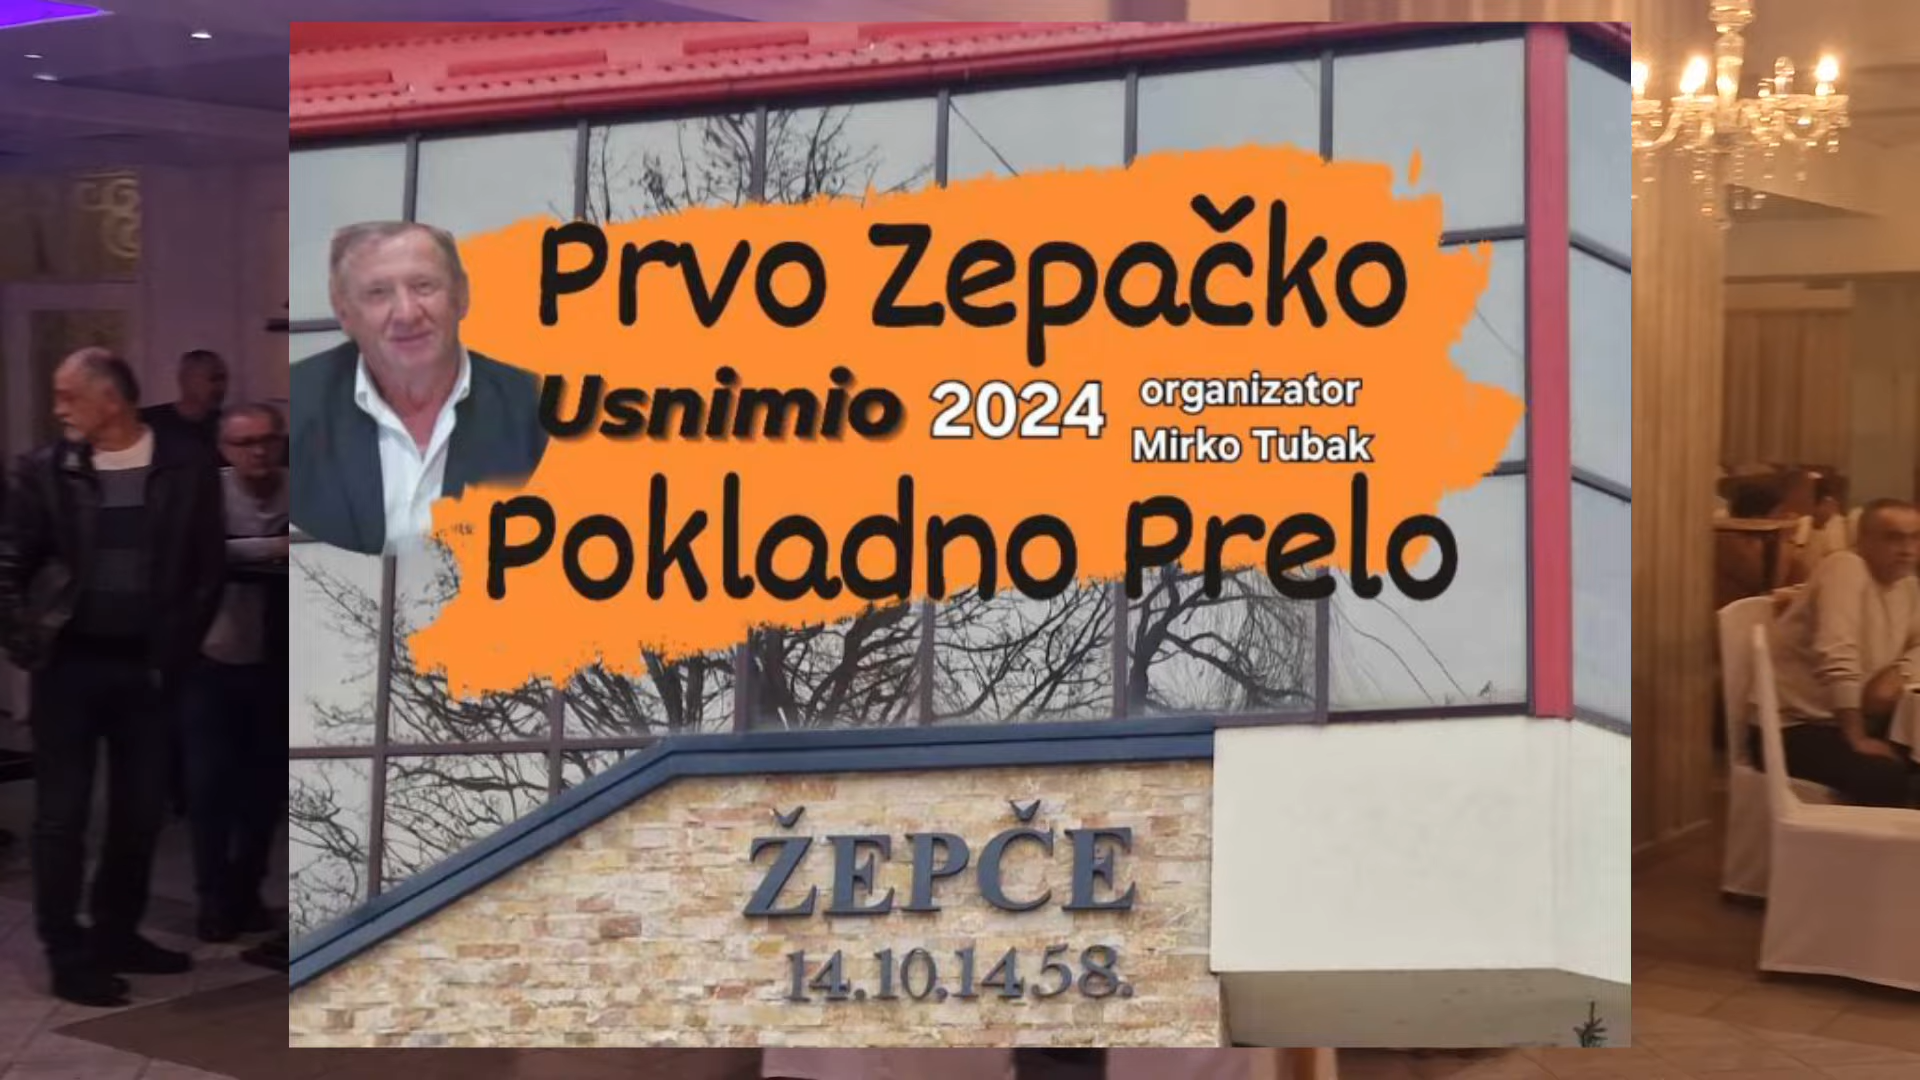 Prvo Zepačko
Usnimio 2024 organizator
Mirko Tubak
Pokladno Prelo
ŽEPČE
14.10.1458.